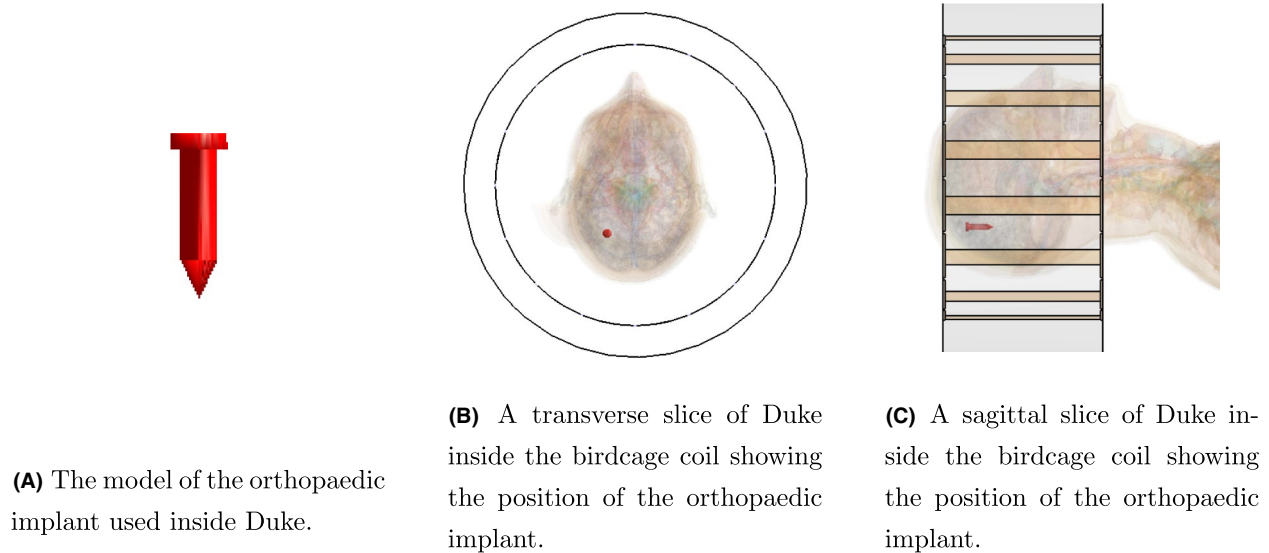 (A) The model of the orthopaedic
implant used inside Duke.
(B) A transverse slice of Duke
inside the birdcage coil showing
the position of the orthopaedic
implant.
(C) A sagittal slice of Duke in-
side the birdcage coil showing
the position of the orthopaedic
implant.